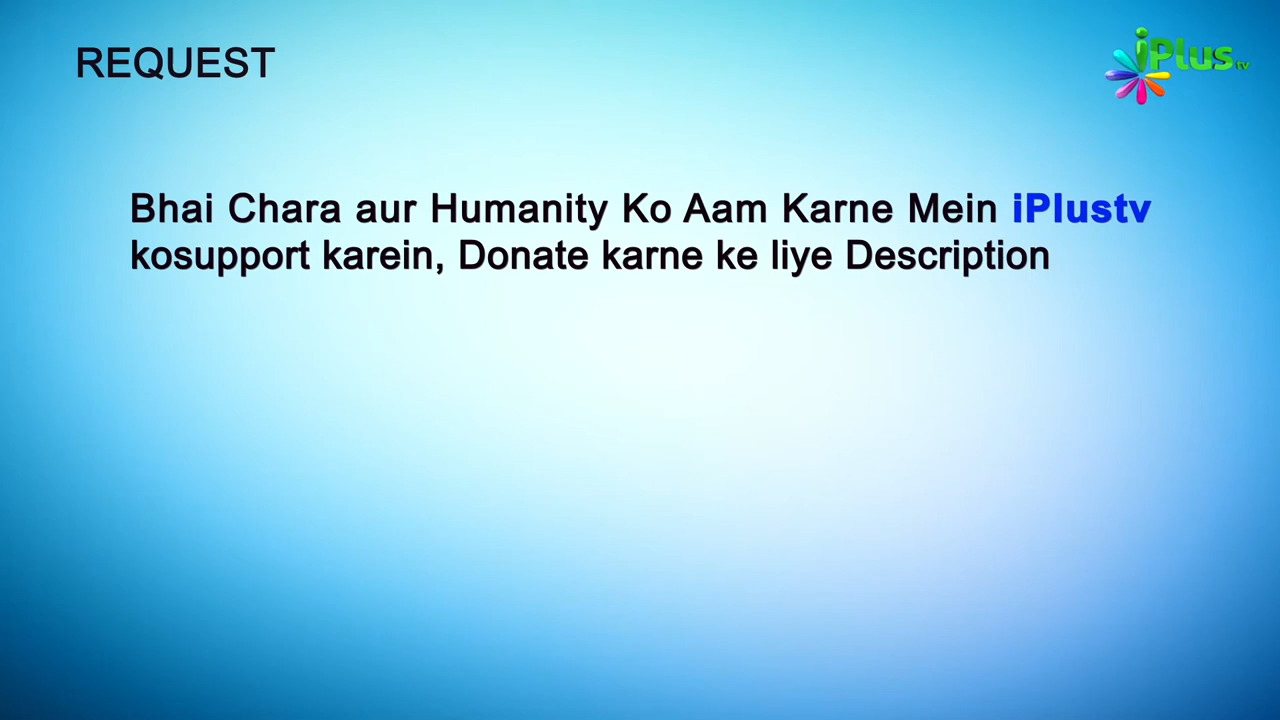 REQUEST
iPlus tv
Bhai Chara aur Humanity Ko Aam Karne Mein iPlustv
kosupport karein, Donate karne ke liye Description